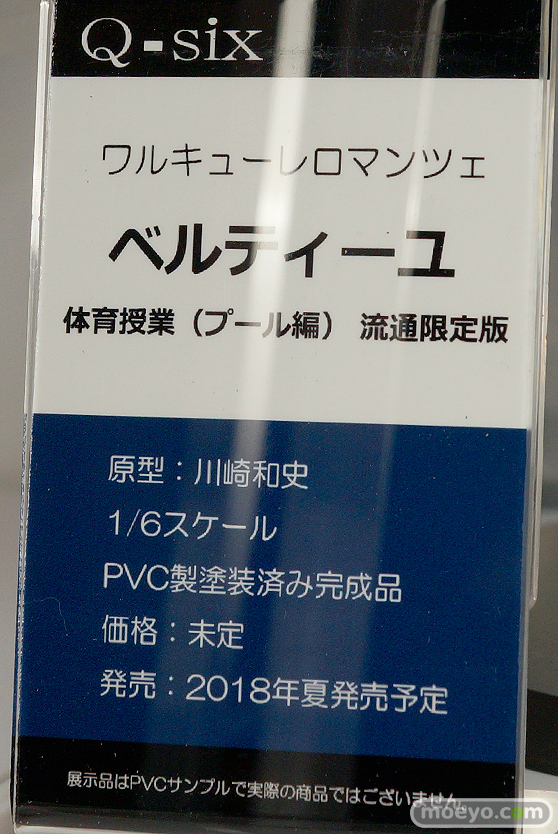 Q-six
ワルキューレロマンツェ
ベルティーユ
体育授業（プール編） 流通限定版
原型：川崎和史
1/6スケール
PVC製塗装済み完成品
価格：未定
発売：2018年夏発売予定
展示品はPVCサンプルで実際の商品ではございません。
moeyo.com